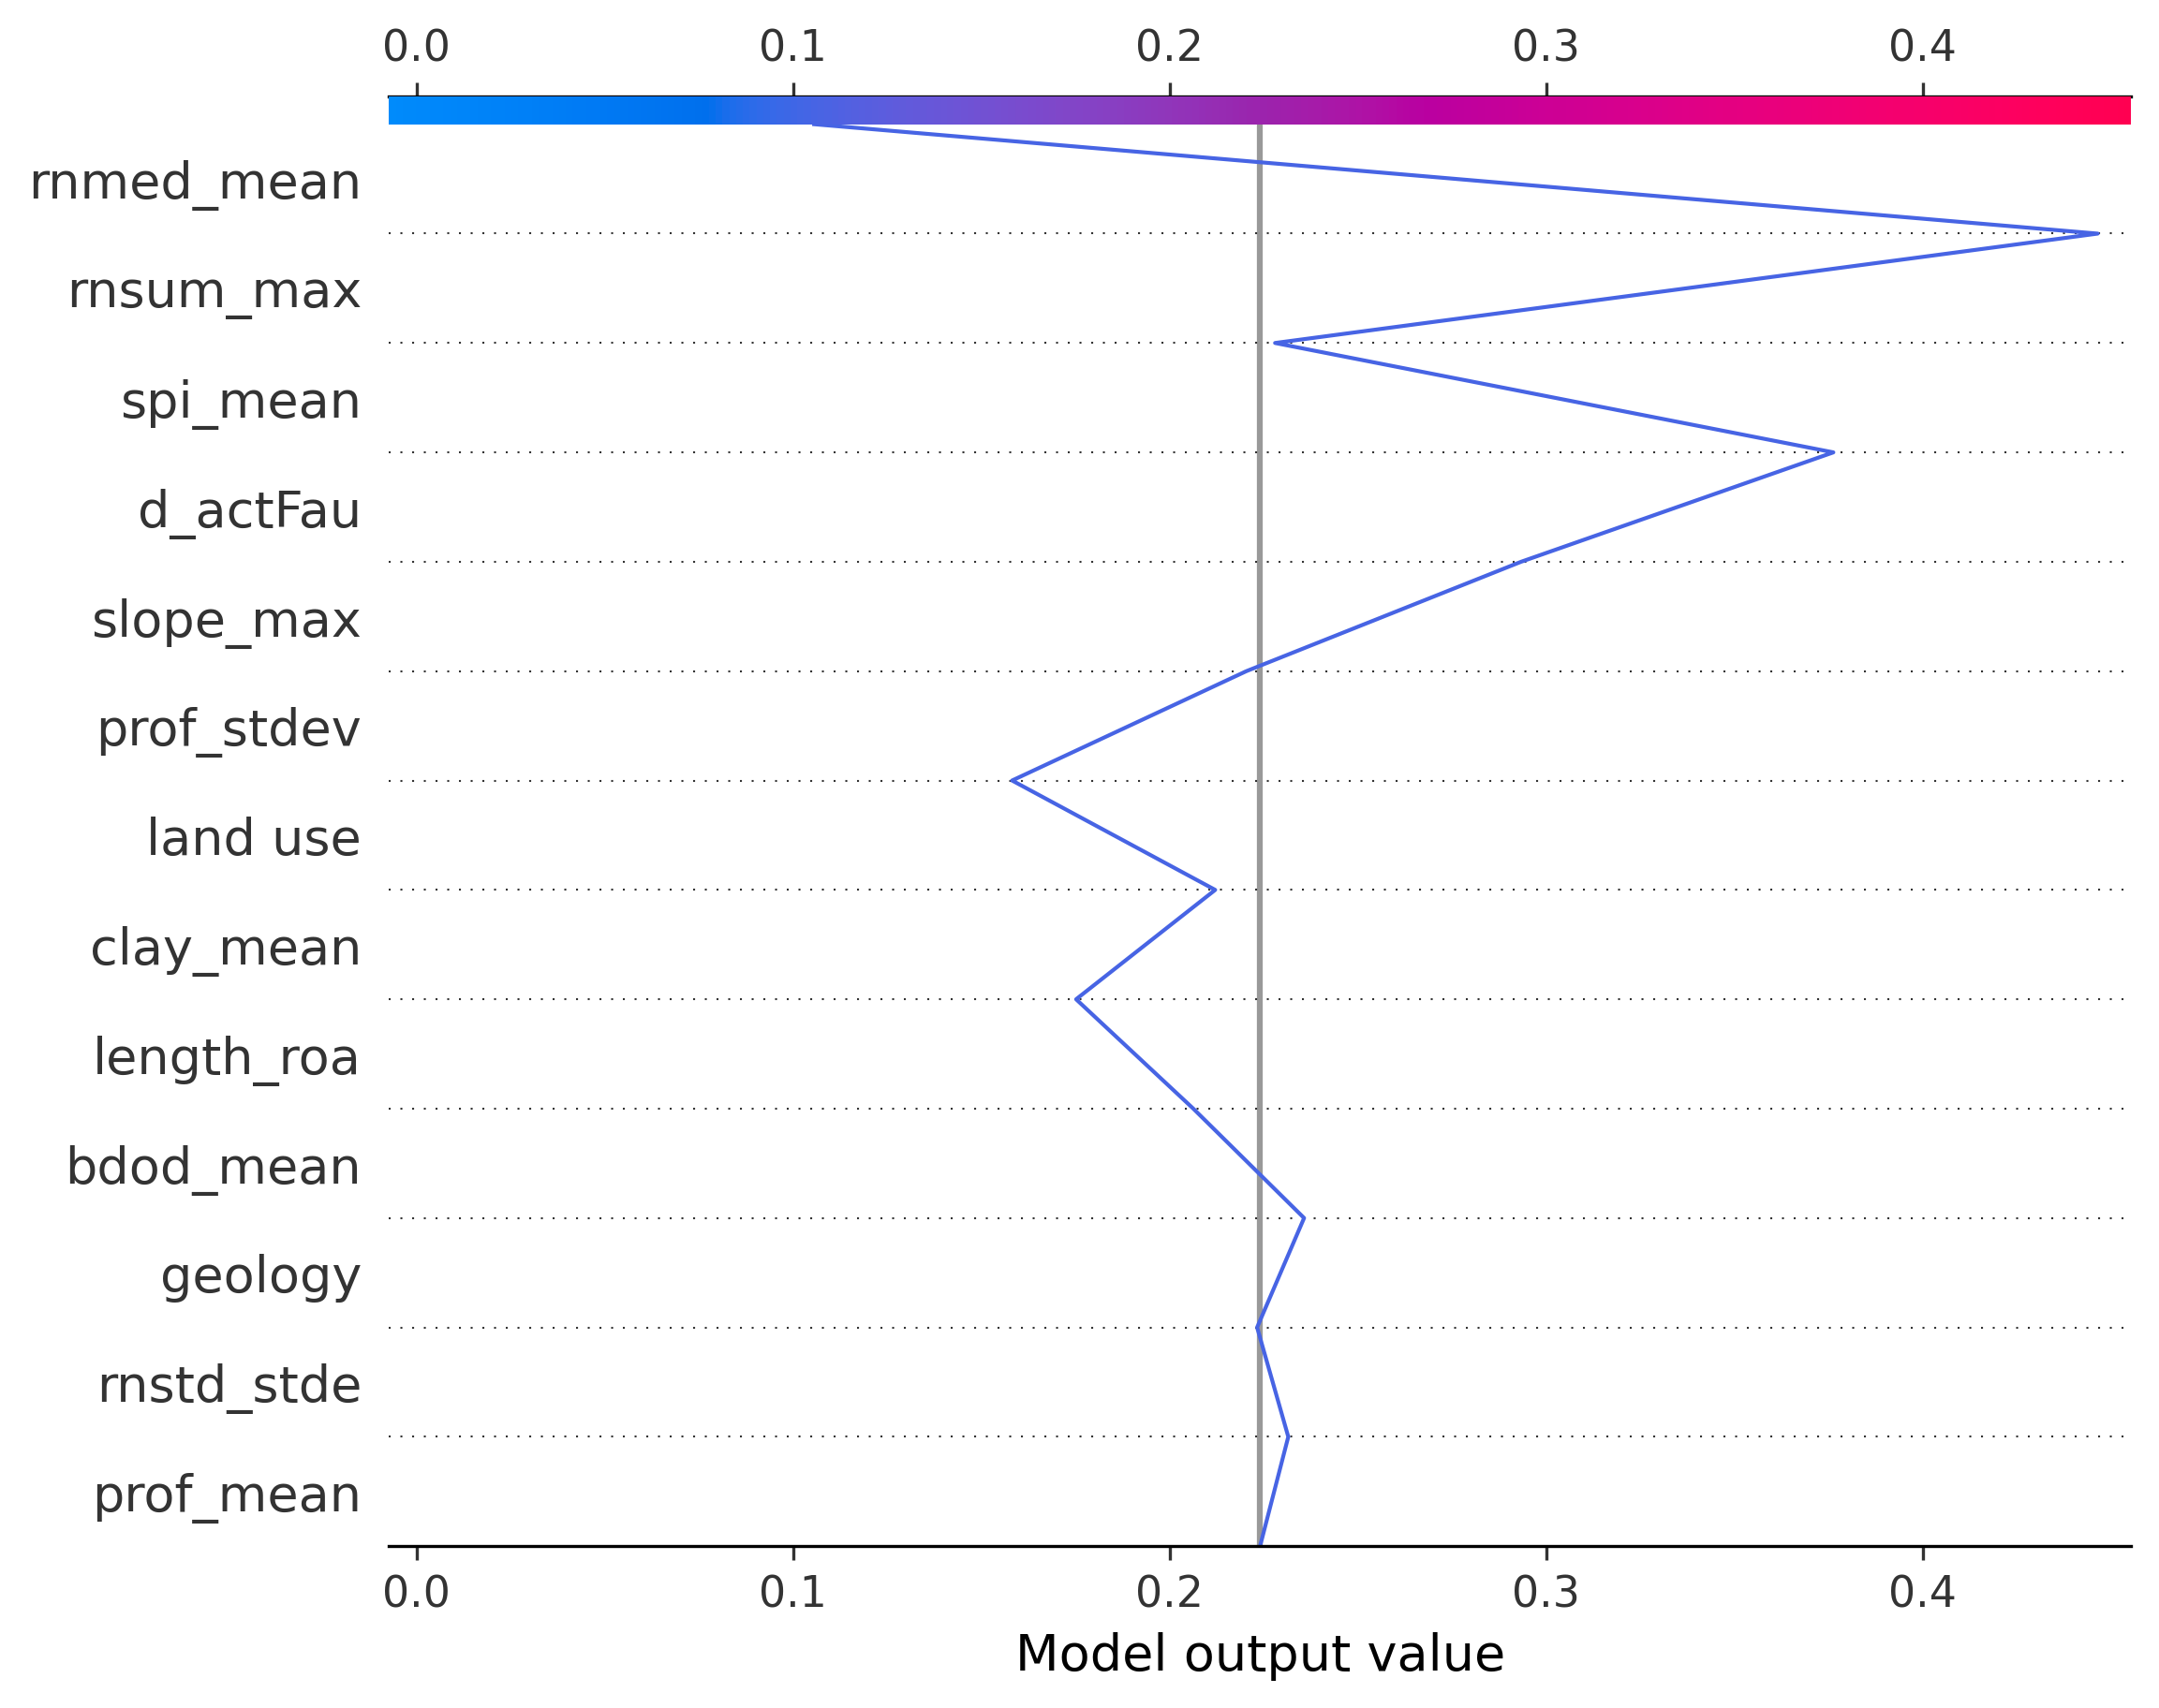 0.0 0.1 0.2 0.3 0.4
rnmed_mean
rnsum_max
spi_mean
d_actFau
slope_max
prof_stdev
land use
clay_mean
length_roa
bdod_mean
geology
rnstd_stde
prof_mean
0.0 0.1 0.2 0.3 0.4
Model output value